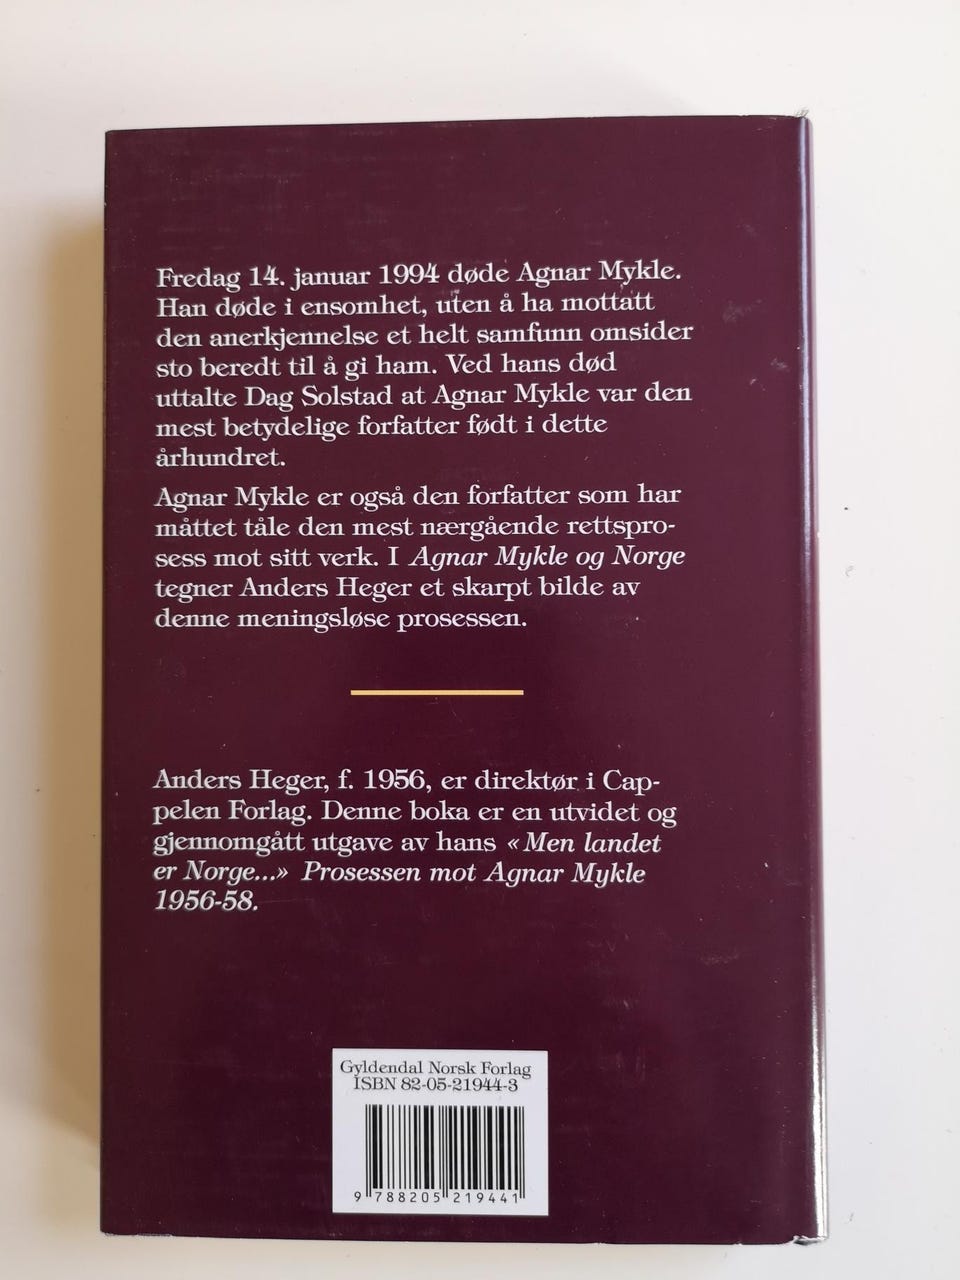 Fredag 14. januar 1994 døde Agnar Mykle.
Han døde i ensomhet, uten å ha mottatt
den anerkjennelse et helt samfunn omsider
sto beredt til å gi ham. Ved hans død
uttalte Dag Solstad at Agnar Mykle var den
mest betydelige forfatter født i dette
århundret.
Agnar Mykle er også den forfatter som har
måttet tåle den mest nærgående rettspro-
sess mot sitt verk. I Agnar Mykle og Norge
tegner Anders Heger et skarpt bilde av
denne meningsløse prosessen.
Anders Heger, f. 1956, er direktør i Cap-
pelen Forlag. Denne boka er en utvidet og
gjennomgått utgave av hans «Men landet
er Norge...» Prosessen mot Agnar Mykle
1956-58.
Gyldendal Norsk Forlag
ISBN 82-05-21944-3
9 788205 219441